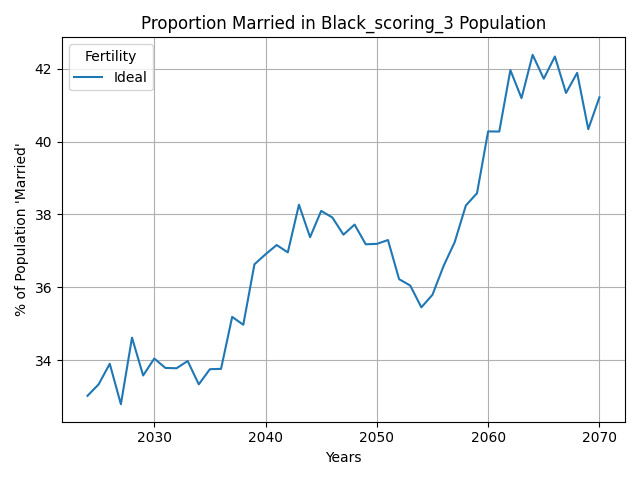 Proportion Married in Black_scoring_3 Population
Fertility
Ideal
% of Population 'Married'
42
40
38
36
34
2030 2040 2050 2060 2070
Years